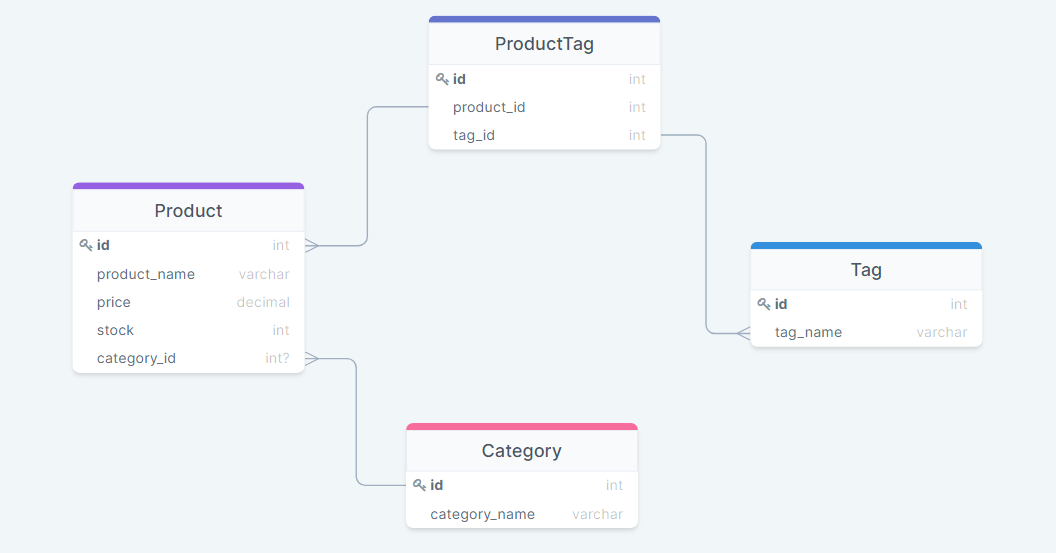 ProductTag
id int
product_id int
tag_id int
Product
id int
product_name varchar
price decimal
stock int
category_id int?
Tag
id int
tag_name varchar
Category
id int
category_name varchar